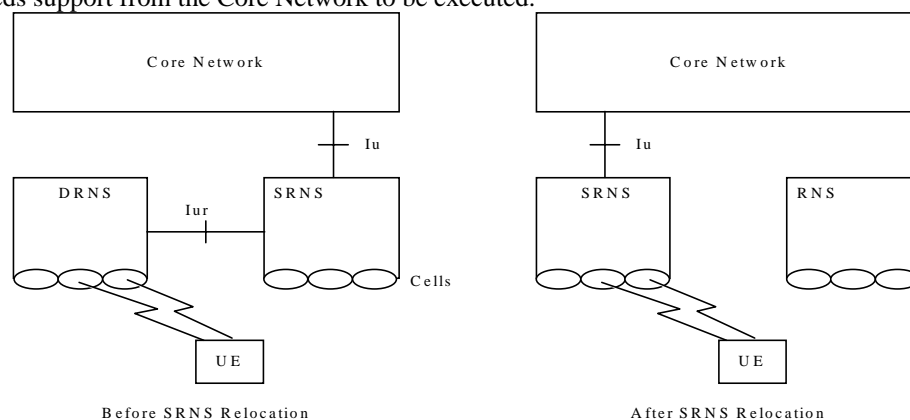 eds support from the Core Network to be executed.
Core Network
Core Network
Iu
Iu
DRNS
SRNS
Iur
Cells
UE
SRNS
RNS
UE
Before SRNS Relocation
After SRNS Relocation